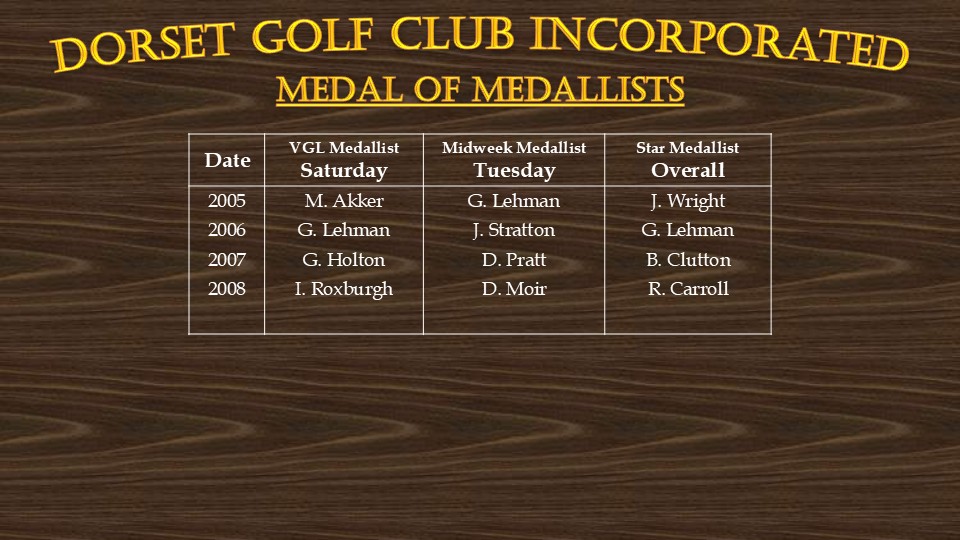 DORSET GOLF CLUB INCORPORATED
MEDAL OF MEDALLISTS
Date VGL Medallist Saturday Midweek Medallist Tuesday Star Medallist Overall
2005 M. Akker G. Lehman J. Wright
2006 G. Lehman J. Stratton G. Lehman
2007 G. Holton D. Pratt B. Clutton
2008 I. Roxburgh D. Moir R. Carroll